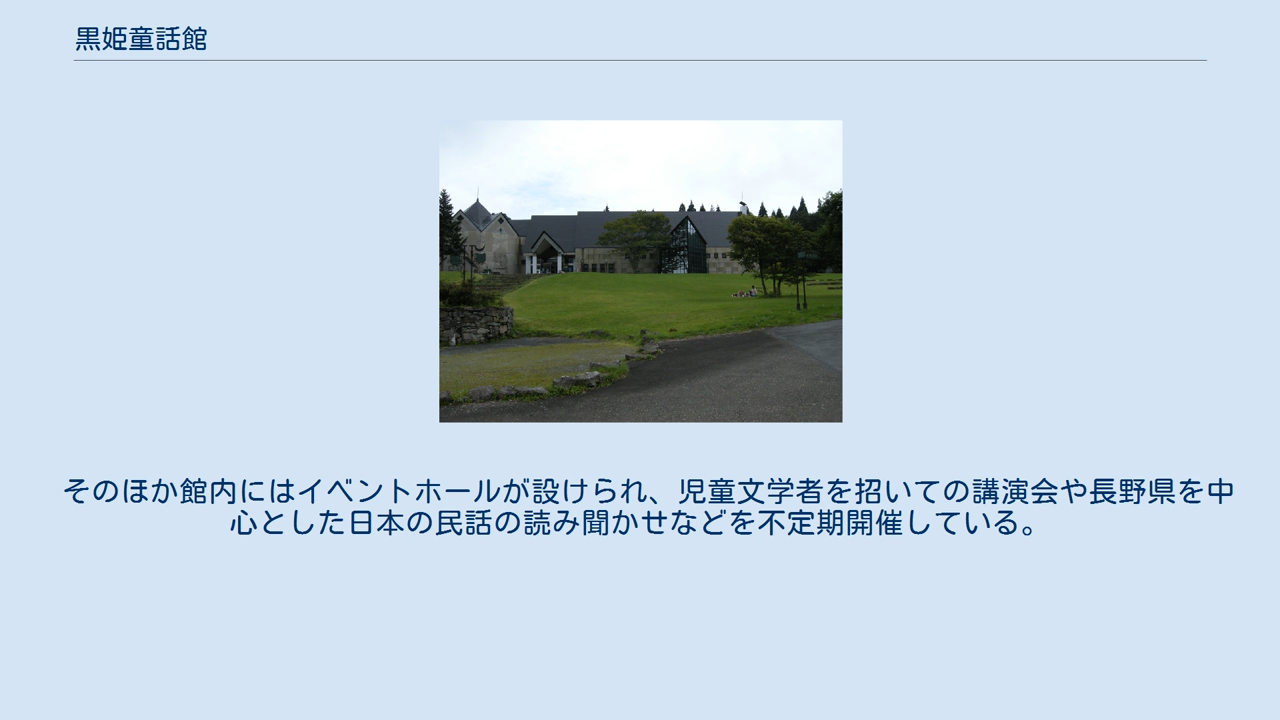 黒姫童話館
そのほか館内にはイベントホールが設けられ、児童文学者を招いての講演会や長野県を中
心とした日本の民話の読み聞かせなどを不定期開催している。